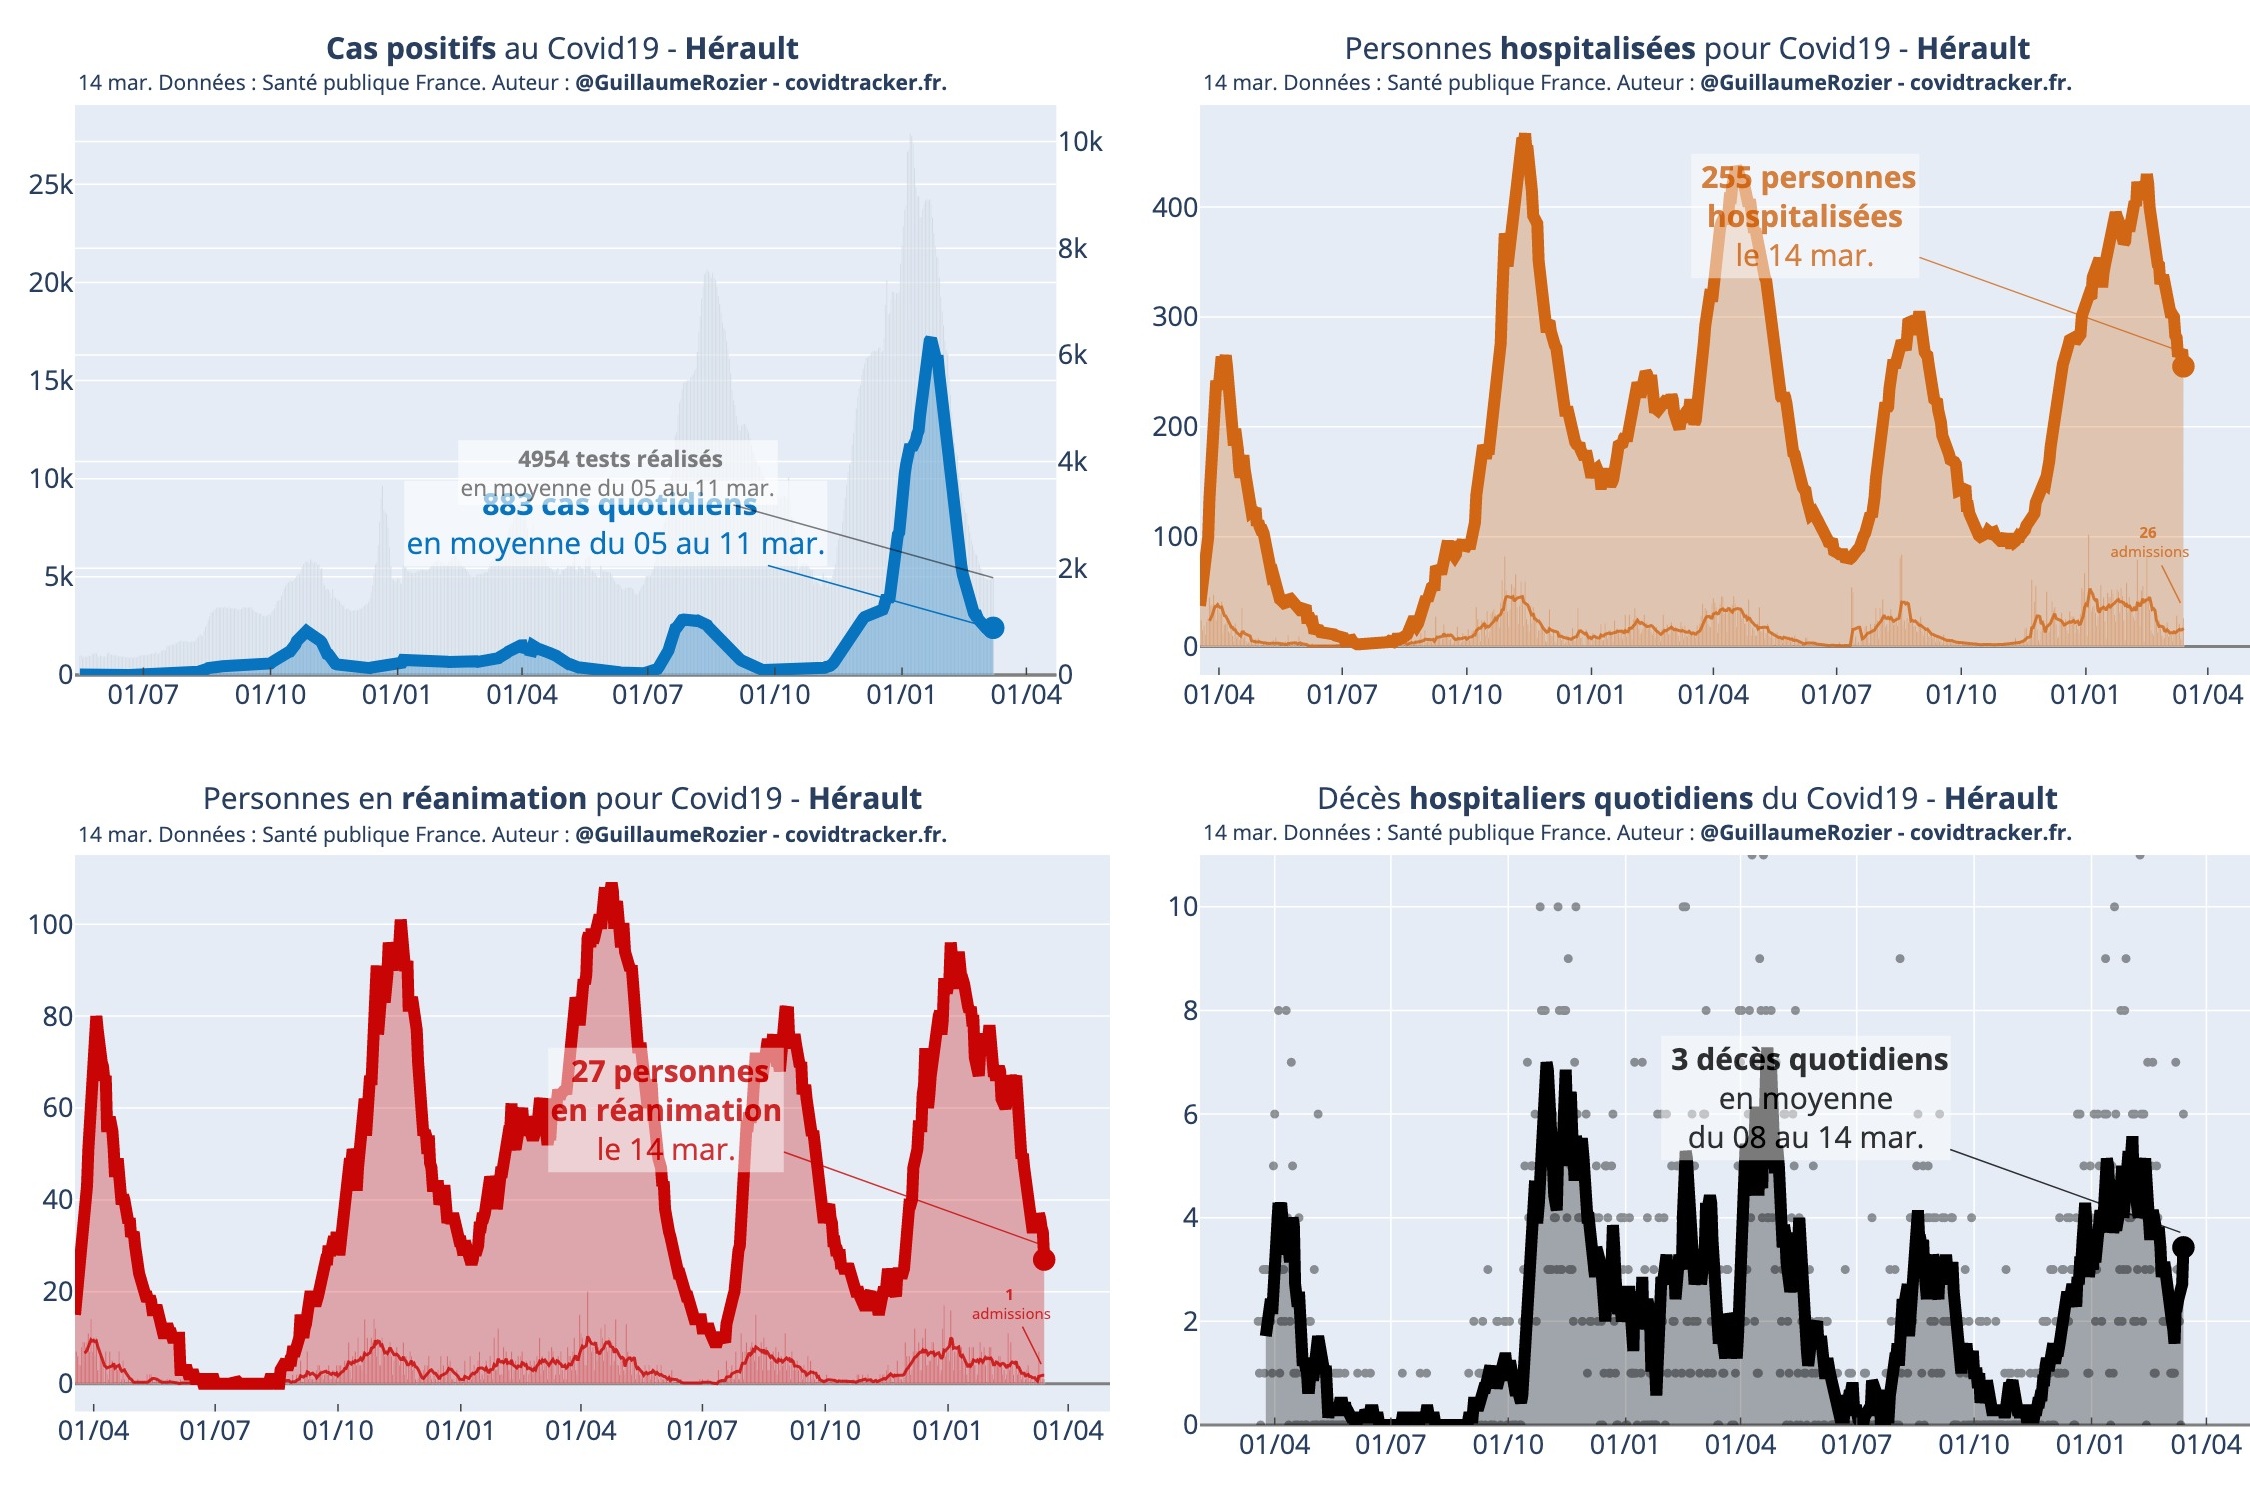 Cas positifs au Covid19 - Hérault
14 mar. Données : Santé publique France. Auteur : @GuillaumeRozier - covidtracker.fr.
25k
20k
15k
10k
5k
0
10k
8k
6k
4k
2k
0
4954 tests réalisés
en moyenne du 05 au 11 mar.
883 cas quotidiens
en moyenne du 05 au 11 mar.
01/07 01/10 01/01 01/04 01/07 01/10 01/01 01/04
Personnes hospitalisées pour Covid19 - Hérault
14 mar. Données : Santé publique France. Auteur : @GuillaumeRozier - covidtracker.fr.
400
300
200
100
0
255 personnes
hospitalisées
le 14 mar.
26
admissions
01/04 01/07 01/10 01/01 01/04 01/07 01/10 01/01 01/04
Personnes en réanimation pour Covid19 - Hérault
14 mar. Données : Santé publique France. Auteur : @GuillaumeRozier - covidtracker.fr.
100
80
60
40
20
0
27 personnes
en réanimation
le 14 mar.
1
admissions
01/04 01/07 01/10 01/01 01/04 01/07 01/10 01/01 01/04
Décès hospitaliers quotidiens du Covid19 - Hérault
14 mar. Données : Santé publique France. Auteur : @GuillaumeRozier - covidtracker.fr.
10
8
6
4
2
0
3 décès quotidiens
en moyenne
du 08 au 14 mar.
01/04 01/07 01/10 01/01 01/04 01/07 01/10 01/01 01/04